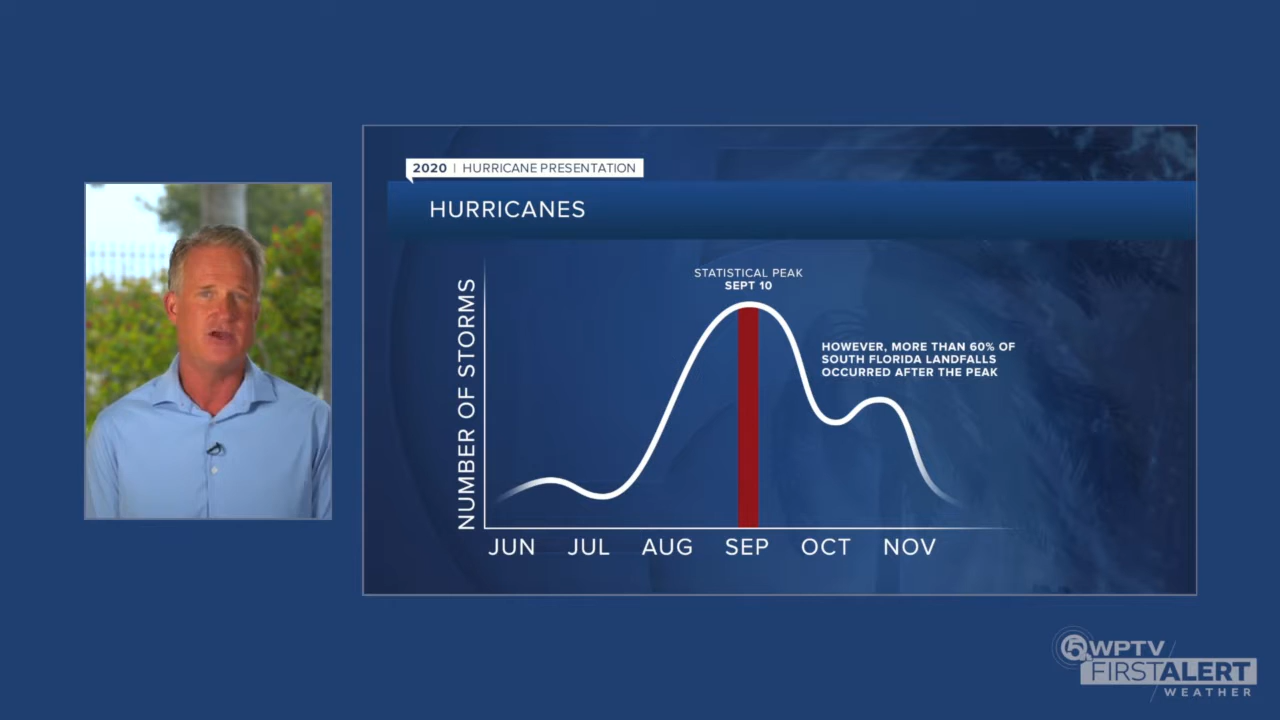 2020 | HURRICANE PRESENTATION
HURRICANES
NUMBER OF STORMS
STATISTICAL PEAK
SEPT 10
HOWEVER, MORE THAN 60% OF
SOUTH FLORIDA LANDFALLS
OCCURRED AFTER THE PEAK
JUN JUL AUG SEP OCT NOV
5 WPTV
FIRST ALERT
WEATHER